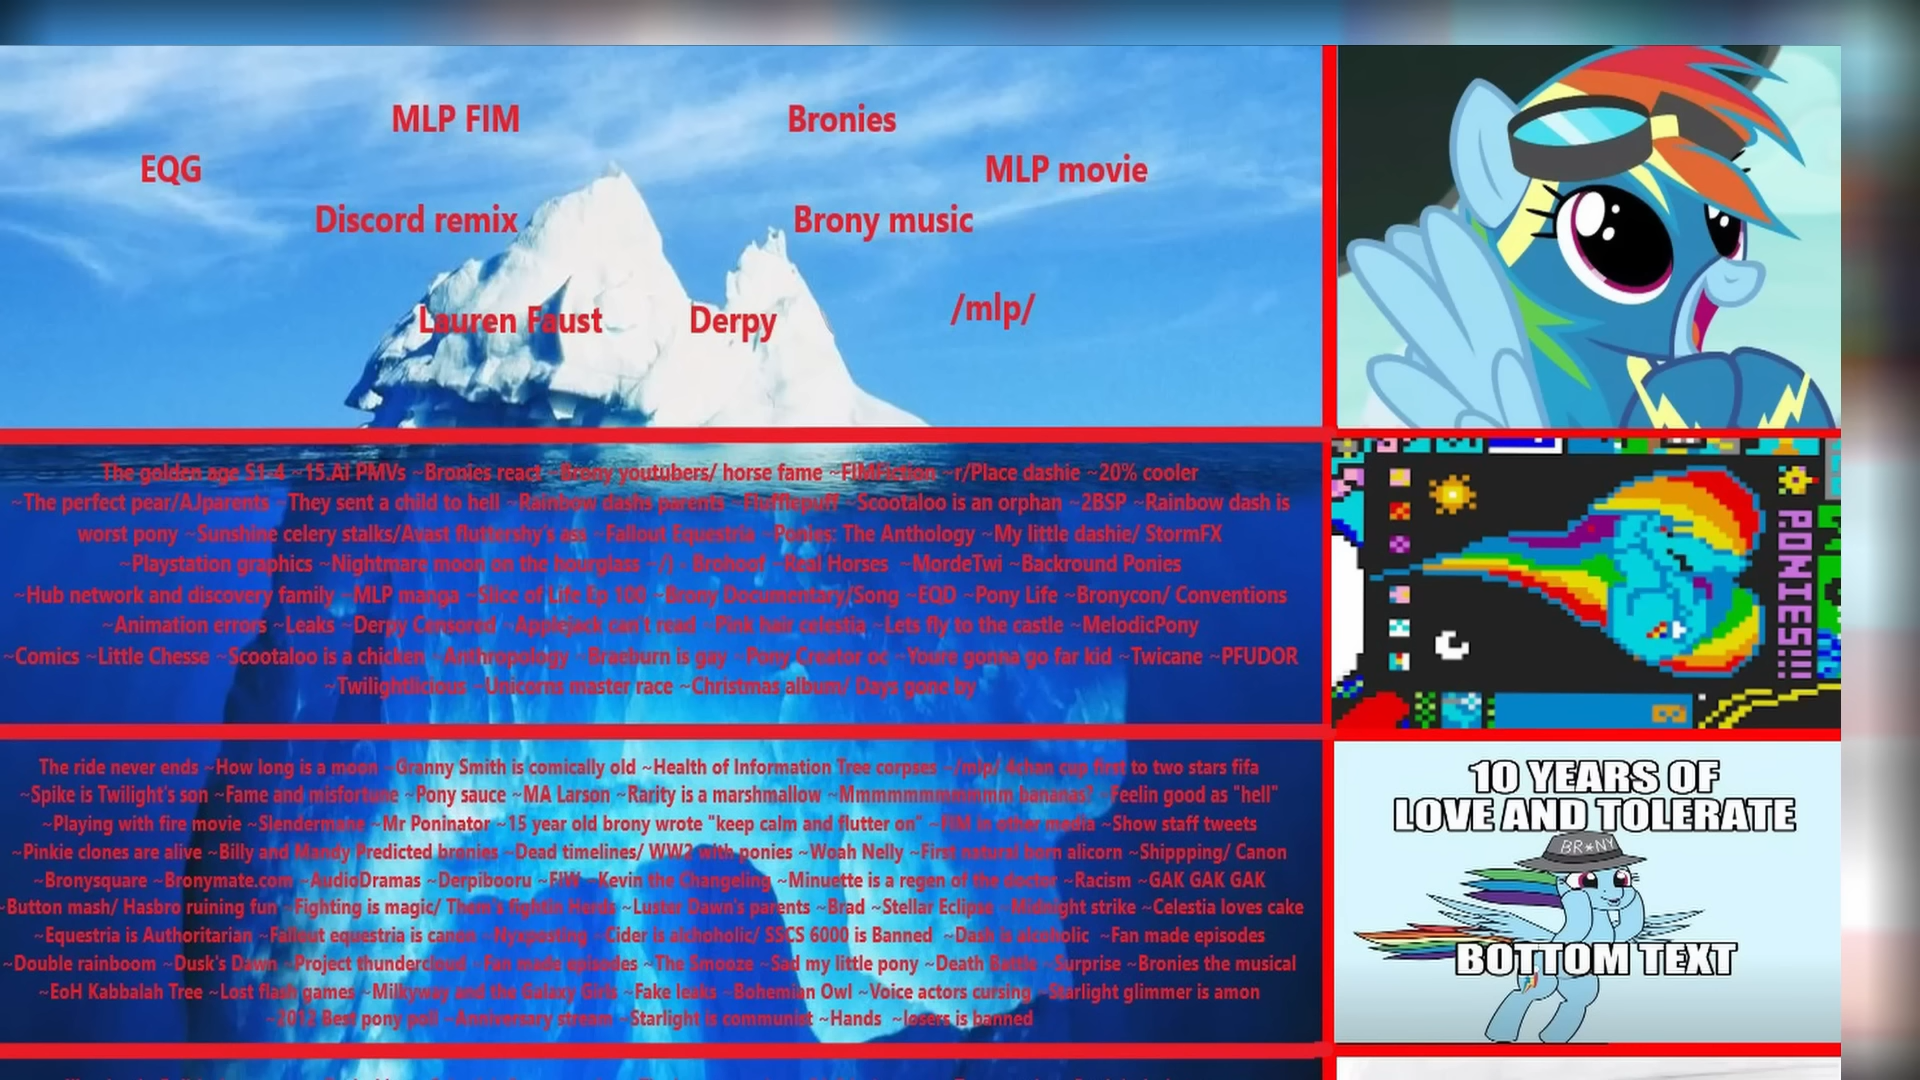 MLP FIM
Bronies
EQG
MLP movie
Discord remix
Brony music
Lauren Faust
Derpy
/mlp/
The golden age S1-4 ~15.AI PMVs ~Bronies react ~Brony youtubers/ horse fame ~FIMFiction ~r/Place dashie ~20% cooler
~The perfect pear/AJparents ~They sent a child to hell ~Rainbow dashs parents ~Flufflepuff ~Scootaloo is an orphan ~2BSP ~Rainbow dash is
worst pony ~Sunshine celery stalks/Avast fluttershy's ass ~Fallout Equestria ~Ponies: The Anthology ~My little dashie/ StormFX
~Playstation graphics ~Nightmare moon on the hourglass ~/) - Brohoof ~Real Horses ~MordeTwi ~Backround Ponies
~Hub network and discovery family ~MLP manga ~Slice of Life Ep 100 ~Brony Documentary/Song ~EQD ~Pony Life ~Bronycon/ Conventions
~Animation errors ~Leaks ~Derpy Censored ~Applejack can't read ~Pink hair celestia ~Lets fly to the castle ~MelodicPony
~Comics ~Little Chesse ~Scootaloo is a chicken ~Anthropology ~Braeburn is gay ~Pony Creator oc ~Youre gonna go far kid ~Twicane ~PFUDOR
~Twilightlicious ~Unicorns master race ~Christmas album/ Days gone by
PONIES!!!
The ride never ends ~How long is a moon ~Granny Smith is comically old ~Health of Information Tree corpses ~/mlp/ 4chan cup first to two stars fifa
~Spike is Twilight's son ~Fame and misfortune ~Pony sauce ~MA Larson ~Rarity is a marshmallow ~Mmmmmmmmmmm bananas? ~Feelin good as "hell"
~Playing with fire movie ~Slendermane ~Mr Poninator ~15 year old brony wrote "keep calm and flutter on" ~FIM in other media ~Show staff tweets
~Pinkie clones are alive ~Billy and Mandy Predicted bronies ~Dead timelines/ WW2 with ponies ~Woah Nelly ~First natural born alicorn ~Shippping/ Canon
~Bronysquare ~Bronymate.com ~AudioDramas ~Derpibooru ~FIW ~Kevin the Changeling ~Minuette is a regen of the doctor ~Racism ~GAK GAK GAK
~Button mash/ Hasbro ruining fun ~Fighting is magic/ Them's fightin Herds ~Luster Dawn's parents ~Brad ~Stellar Eclipse ~Midnight strike ~Celestia loves cake
~Equestria is Authoritarian ~Fallout equestria is canon ~Nyxposting ~Cider is alchoholic/ SSCS 6000 is Banned ~Dash is alcoholic ~Fan made episodes
~Double rainboom ~Dusk's Dawn ~Project thundercloud ~Fan made episodes ~The Smooze ~Sad my little pony ~Death Battle ~Surprise ~Bronies the musical
~EoH Kabbalah Tree ~Lost flash games ~Milkyway and the Galaxy Girls ~Fake leaks ~Bohemian Owl ~Voice actors cursing ~Starlight glimmer is amon
~2012 Best pony poll ~Anniversary stream ~Starlight is communist ~Hands ~losers is banned
10 YEARS OF
LOVE AND TOLERATE
BR*NY
BOTTOM TEXT